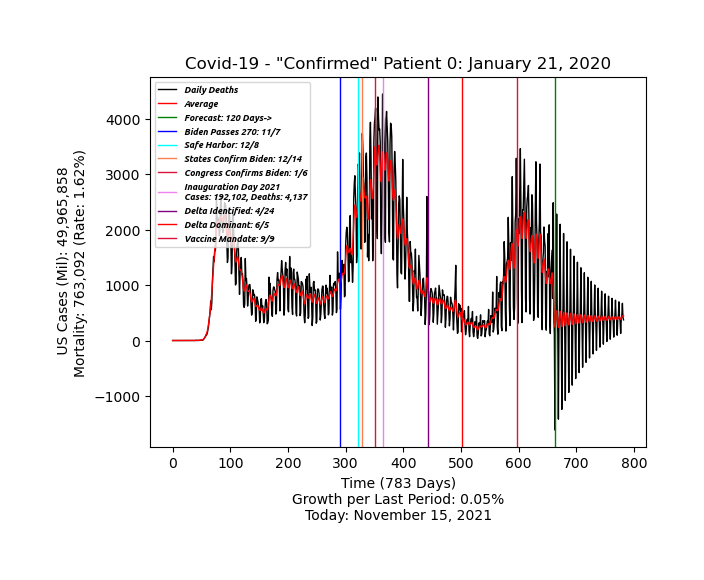 Covid-19 - "Confirmed" Patient 0: January 21, 2020
Daily Deaths
Average
Forecast: 120 Days->
Biden Passes 270: 11/7
Safe Harbor: 12/8
States Confirm Biden: 12/14
Congress Confirms Biden: 1/6
Inauguration Day 2021
Cases: 192,102, Deaths: 4,137
Delta Identified: 4/24
Delta Dominant: 6/5
Vaccine Mandate: 9/9
US Cases (Mil): 49,965,858
Mortality: 763,092 (Rate: 1.62%)
4000
3000
2000
1000
0
−1000
0 100 200 300 400 500 600 700 800
Time (783 Days)
Growth per Last Period: 0.05%
Today: November 15, 2021